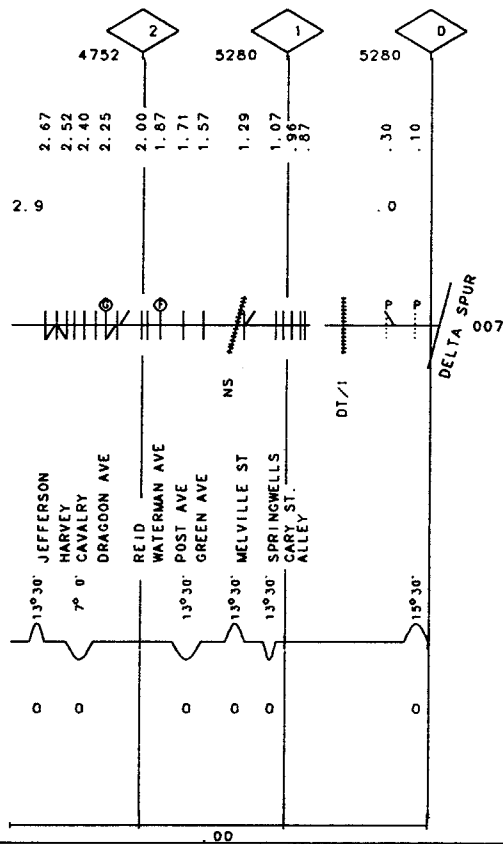 2
1
0
4752
5280
5280
2.67
2.52
2.40
2.25
2.00
1.87
1.71
1.57
1.29
1.07
.96
.87
.30
.10
2.9
.0
G
F
P
P
007
DELTA SPUR
NS
DT/I
JEFFERSON
HARVEY
CAVALRY
DRAGOON AVE
REID
WATERMAN AVE
POST AVE
GREEN AVE
MELVILLE ST
SPRINGWELLS
CARY ST.
ALLEY
13°30'
7° 0'
13°30'
13°30'
13°30'
15°30'
0
0
0
0
0
0
.00